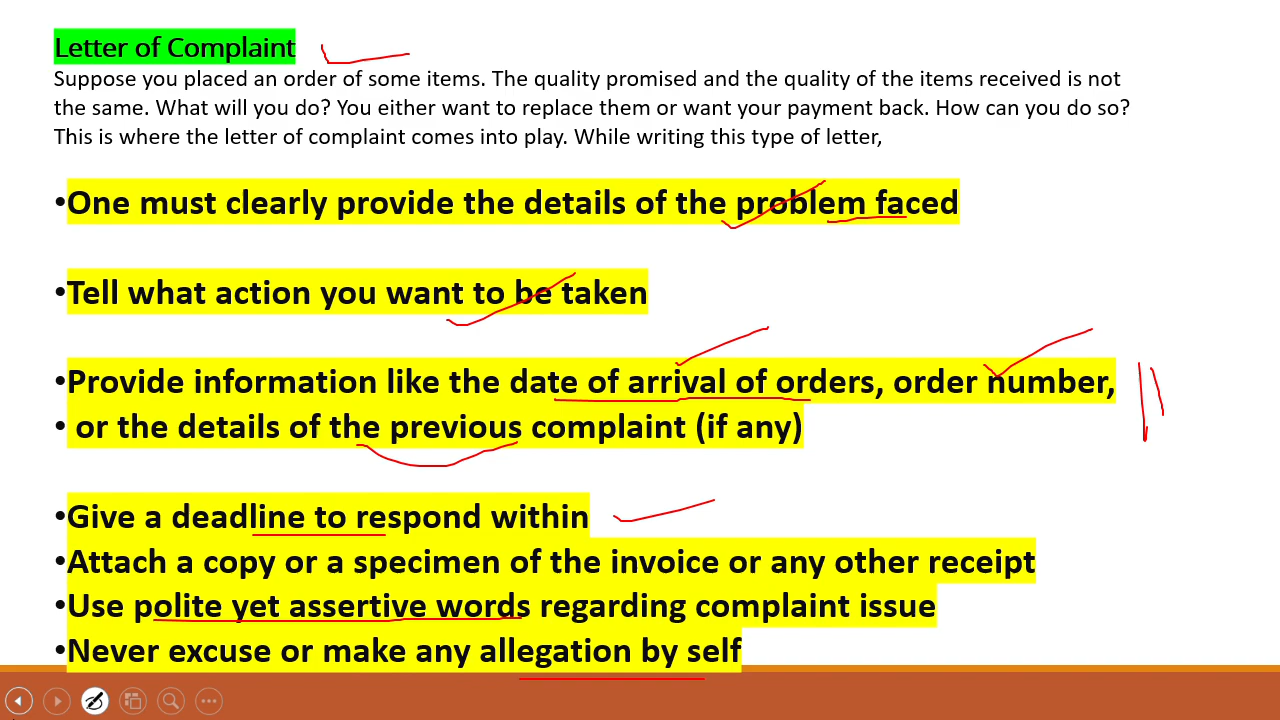 Letter of Complaint
Suppose you placed an order of some items. The quality promised and the quality of the items received is not
the same. What will you do? You either want to replace them or want your payment back. How can you do so?
This is where the letter of complaint comes into play. While writing this type of letter,
•One must clearly provide the details of the problem faced
•Tell what action you want to be taken
•Provide information like the date of arrival of orders, order number,
• or the details of the previous complaint (if any)
•Give a deadline to respond within
•Attach a copy or a specimen of the invoice or any other receipt
•Use polite yet assertive words regarding complaint issue
•Never excuse or make any allegation by self